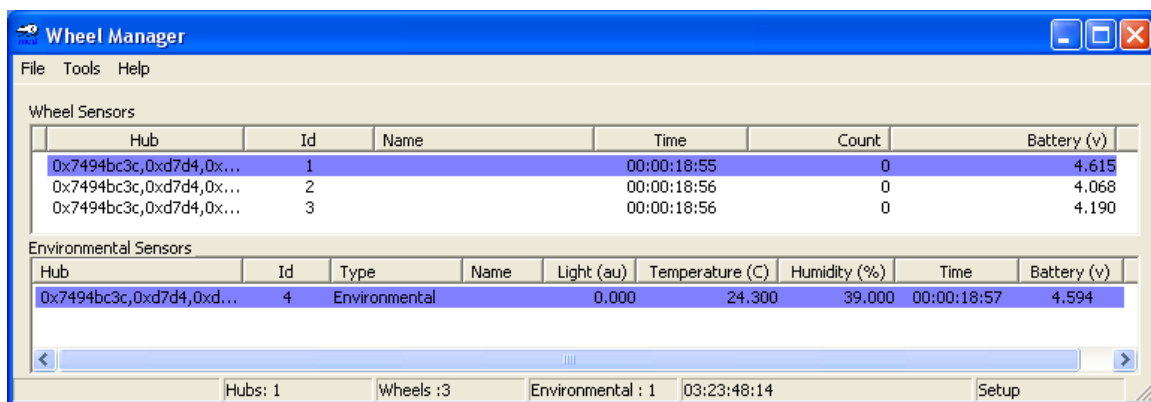 Wheel Manager
File Tools Help
Wheel Sensors
Hub Id Name Time Count Battery (v)
0x7494bc3c,0xd7d4,0x... 1 00:00:18:55 0 4.615
0x7494bc3c,0xd7d4,0x... 2 00:00:18:56 0 4.068
0x7494bc3c,0xd7d4,0x... 3 00:00:18:56 0 4.190
Environmental Sensors
Hub Id Type Name Light (au) Temperature (C) Humidity (%) Time Battery (v)
0x7494bc3c,0xd7d4,0xd... 4 Environmental 0.000 24.300 39.000 00:00:18:57 4.594
Hubs: 1 Wheels :3 Environmental : 1 03:23:48:14 Setup